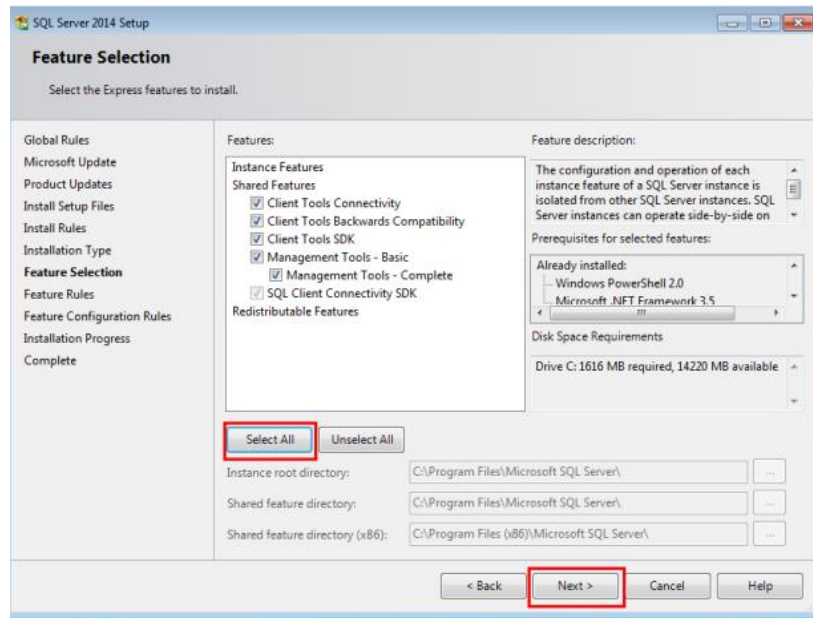 SQL Server 2014 Setup
Feature Selection
Select the Express features to install.
Global Rules
Microsoft Update
Product Updates
Install Setup Files
Install Rules
Installation Type
Feature Selection
Feature Rules
Feature Configuration Rules
Installation Progress
Complete
Features:
Instance Features
Shared Features
Client Tools Connectivity
Client Tools Backwards Compatibility
Client Tools SDK
Management Tools - Basic
Management Tools - Complete
SQL Client Connectivity SDK
Redistributable Features
Feature description:
The configuration and operation of each
instance feature of a SQL Server instance is
isolated from other SQL Server instances. SQL
Server instances can operate side-by-side on
Prerequisites for selected features:
Already installed:
Windows PowerShell 2.0
Microsoft .NET Framework 3.5
Disk Space Requirements
Drive C: 1616 MB required, 14220 MB available
Select All
Unselect All
Instance root directory:
C:\Program Files\Microsoft SQL Server\
...
Shared feature directory:
C:\Program Files\Microsoft SQL Server\
...
Shared feature directory (x86):
C:\Program Files (x86)\Microsoft SQL Server\
...
< Back
Next >
Cancel
Help